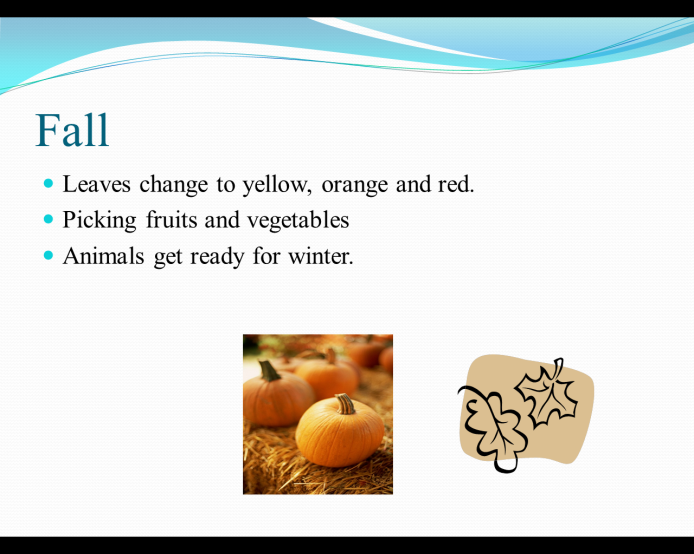 Fall
Leaves change to yellow, orange and red.
Picking fruits and vegetables
Animals get ready for winter.